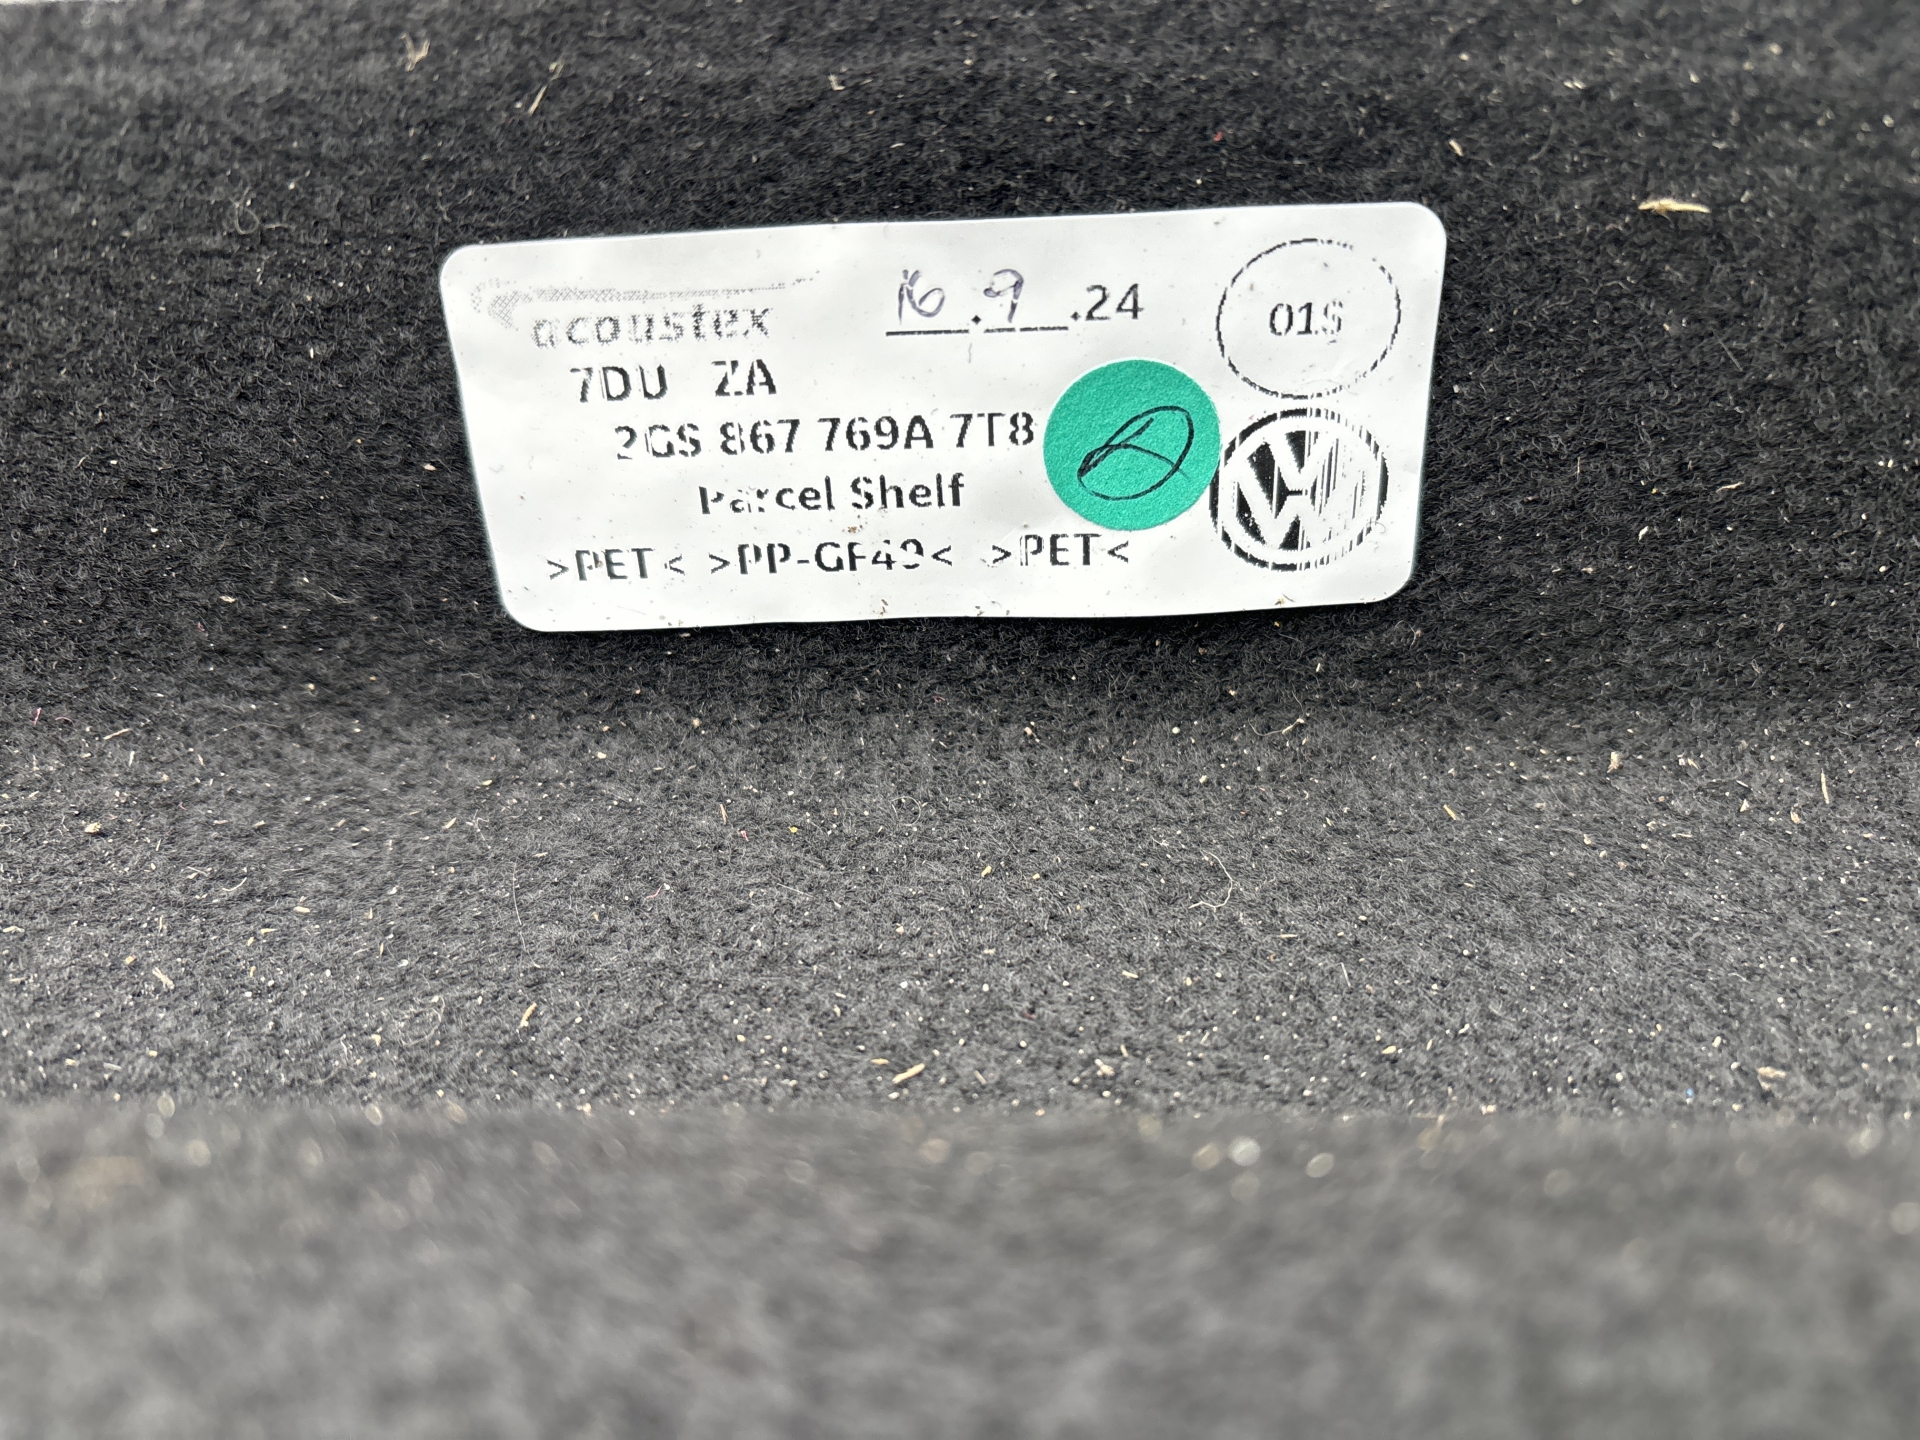 acoustex
16.9.24
01S
7DU ZA
2GS 867 769A 7T8
Parcel Shelf
>PET< >PP-GF40< >PET<